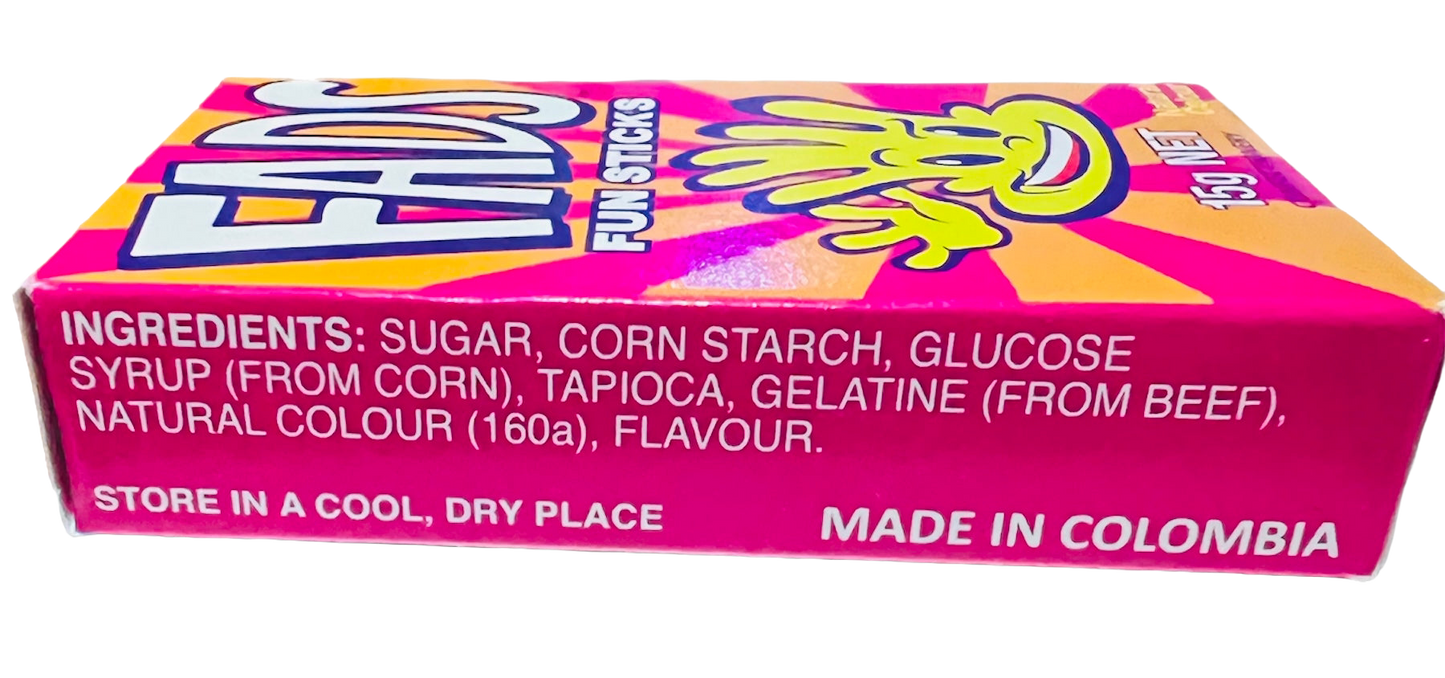 FADS
FUN STICKS
15g NET
INGREDIENTS: SUGAR, CORN STARCH, GLUCOSE
SYRUP (FROM CORN), TAPIOCA, GELATINE (FROM BEEF),
NATURAL COLOUR (160a), FLAVOUR.
STORE IN A COOL, DRY PLACE
MADE IN COLOMBIA